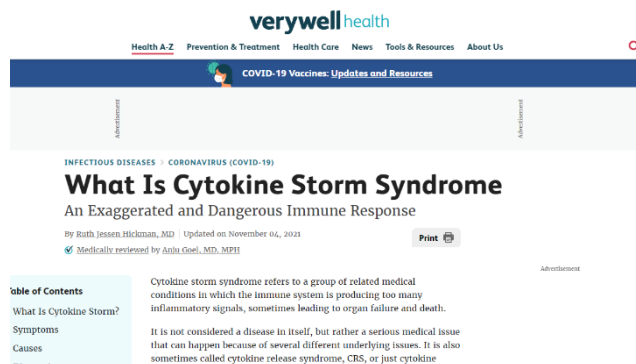 verywell health
Health A-Z Prevention & Treatment Health Care News Tools & Resources About Us
COVID-19 Vaccines: Updates and Resources
Advertisement
Advertisement
INFECTIOUS DISEASES > CORONAVIRUS (COVID-19)
What Is Cytokine Storm Syndrome
An Exaggerated and Dangerous Immune Response
By Ruth Jessen Hickman, MD | Updated on November 04, 2021
Medically reviewed by Anju Goel, MD, MPH
Print
Advertisement
Table of Contents
What Is Cytokine Storm?
Symptoms
Causes
Cytokine storm syndrome refers to a group of related medical
conditions in which the immune system is producing too many
inflammatory signals, sometimes leading to organ failure and death.
It is not considered a disease in itself, but rather a serious medical issue
that can happen because of several different underlying issues. It is also
sometimes called cytokine release syndrome, CRS, or just cytokine